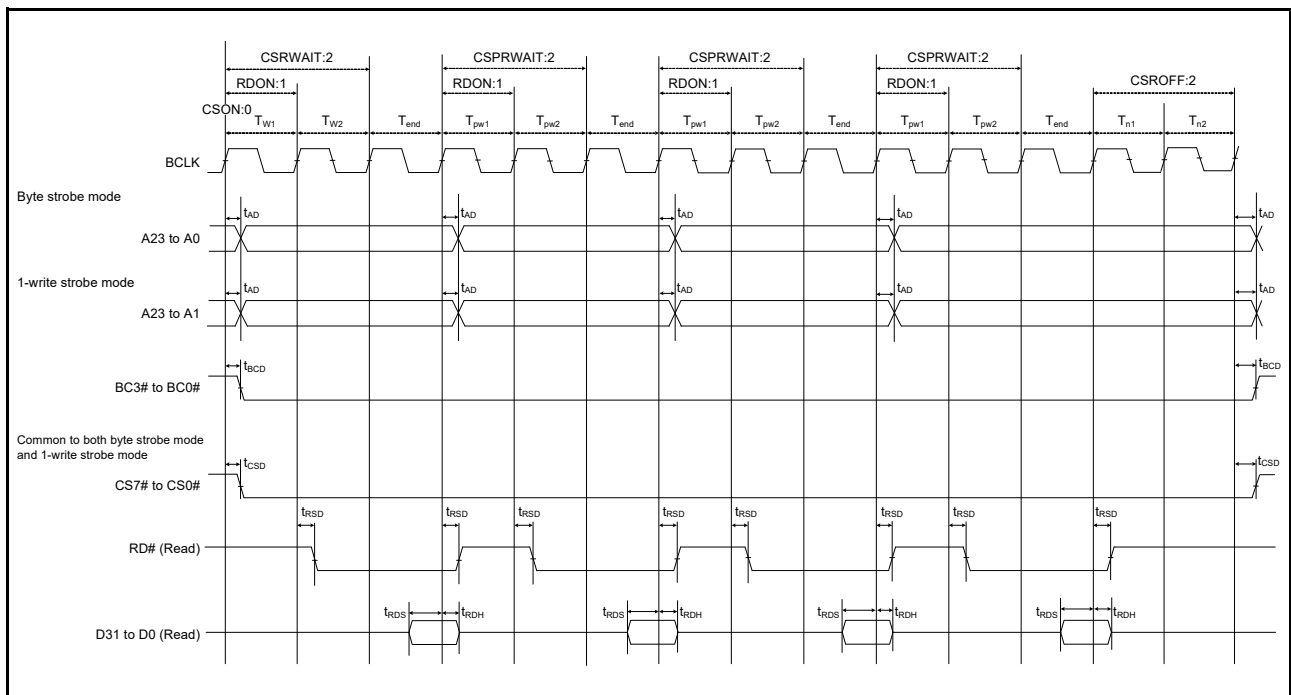 CSRWAIT:2 CSPRWAIT:2 CSPRWAIT:2 CSPRWAIT:2
RDON:1 RDON:1 RDON:1 RDON:1 CSROFF:2
CSON:0
TW1 TW2 Tend Tpw1 Tpw2 Tend Tpw1 Tpw2 Tend Tpw1 Tpw2 Tend Tn1 Tn2
BCLK
Byte strobe mode
tAD tAD tAD tAD tAD
A23 to A0
1-write strobe mode
tAD tAD tAD tAD tAD
A23 to A1
tBCD tBCD
BC3# to BC0#
Common to both byte strobe mode
and 1-write strobe mode
tCSD tCSD
CS7# to CS0#
tRSD tRSD tRSD tRSD tRSD tRSD tRSD tRSD
RD# (Read)
tRDS tRDH tRDS tRDH tRDS tRDH tRDS tRDH
D31 to D0 (Read)